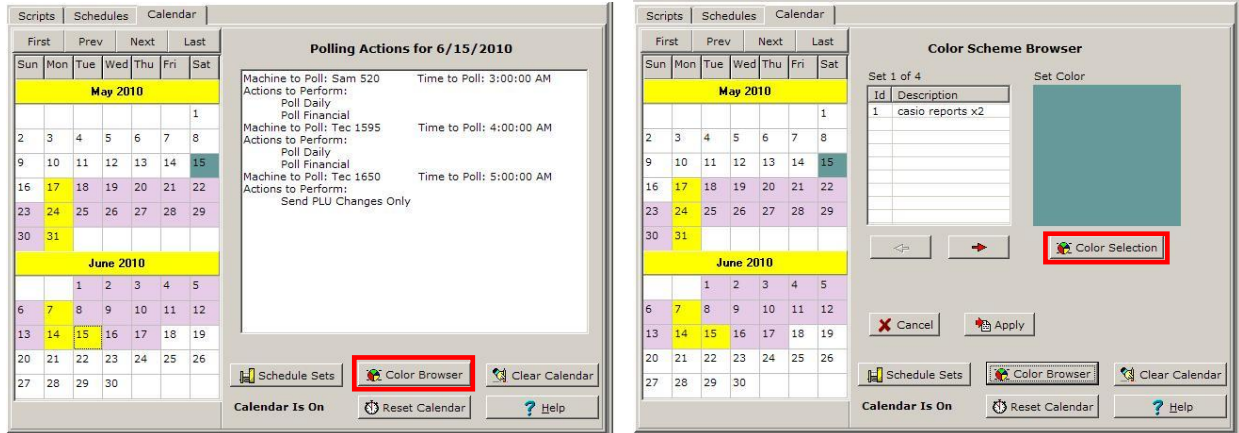 Scripts Schedules Calendar
First Prev Next Last
Sun Mon Tue Wed Thu Fri Sat
May 2010
1
2 3 4 5 6 7 8
9 10 11 12 13 14 15
16 17 18 19 20 21 22
23 24 25 26 27 28 29
30 31
June 2010
1 2 3 4 5
6 7 8 9 10 11 12
13 14 15 16 17 18 19
20 21 22 23 24 25 26
27 28 29 30
Polling Actions for 6/15/2010
Machine to Poll: Sam 520 Time to Poll: 3:00:00 AM
Actions to Perform:
Poll Daily
Poll Financial
Machine to Poll: Tec 1595 Time to Poll: 4:00:00 AM
Actions to Perform:
Poll Daily
Poll Financial
Machine to Poll: Tec 1650 Time to Poll: 5:00:00 AM
Actions to Perform:
Send PLU Changes Only
Schedule Sets Color Browser Clear Calendar
Calendar Is On Reset Calendar Help
Scripts Schedules Calendar
First Prev Next Last
Sun Mon Tue Wed Thu Fri Sat
May 2010
1
2 3 4 5 6 7 8
9 10 11 12 13 14 15
16 17 18 19 20 21 22
23 24 25 26 27 28 29
30 31
June 2010
1 2 3 4 5
6 7 8 9 10 11 12
13 14 15 16 17 18 19
20 21 22 23 24 25 26
27 28 29 30
Color Scheme Browser
Set 1 of 4 Set Color
Id Description
1 casio reports x2
Color Selection
Cancel Apply
Schedule Sets Color Browser Clear Calendar
Calendar Is On Reset Calendar Help